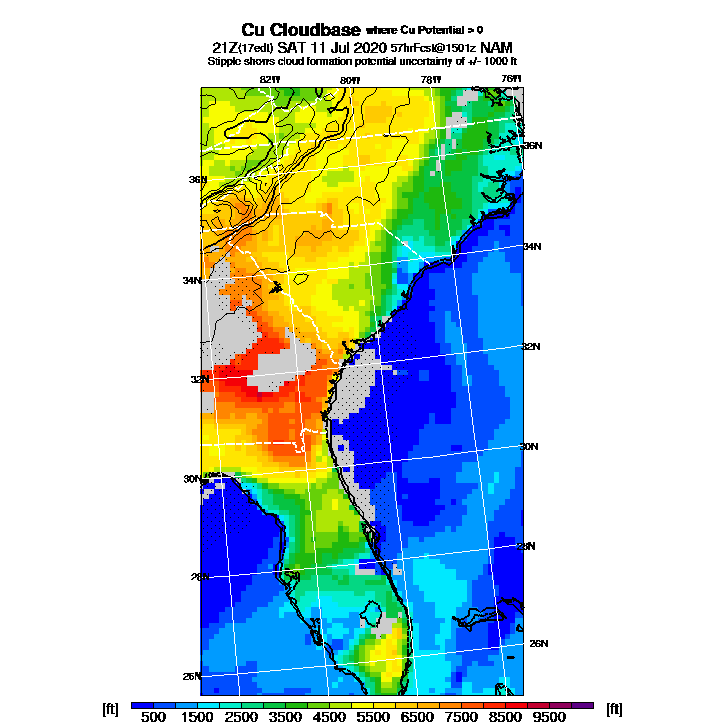 Cu Cloudbase where Cu Potential > 0
21Z(17edt) SAT 11 Jul 2020 57hrFcst@1501z NAM
Stipple shows cloud formation potential uncertainty of +/- 1000 ft
82W 80W 78W 76W
36N
36N
34N
34N
32N
32N
30N
30N
28N
28N
26N
26N
[ft] 500 1500 2500 3500 4500 5500 6500 7500 8500 9500 [ft]